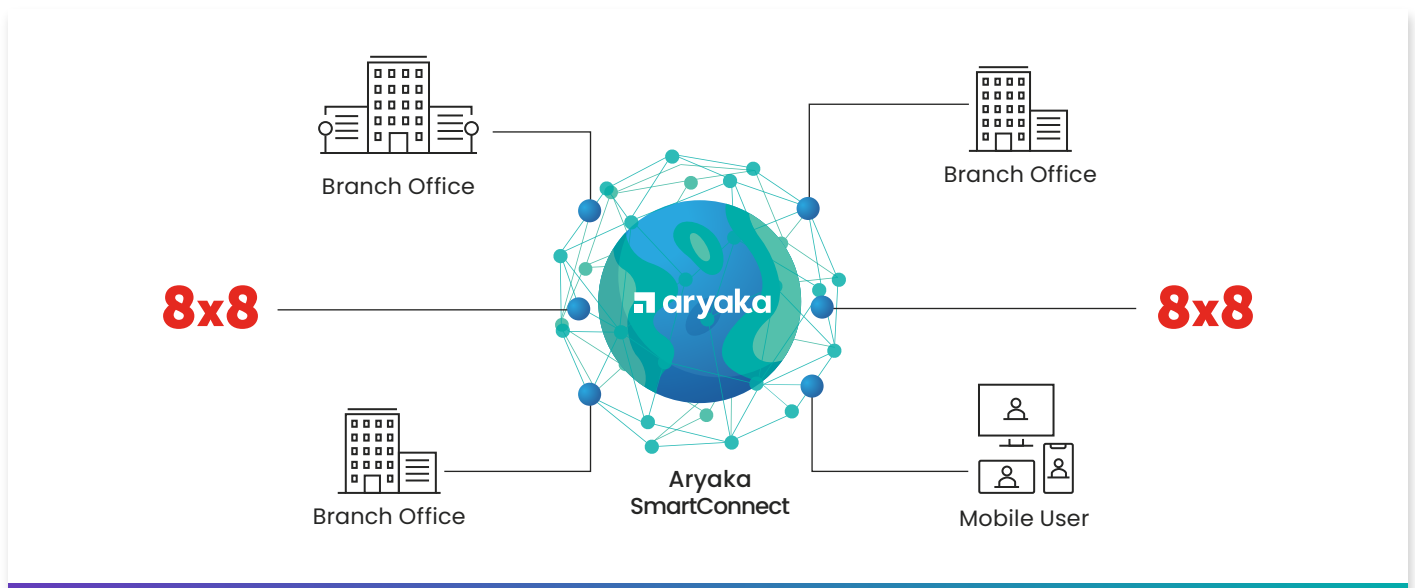 Branch Office
Branch Office
8x8
aryaka
8x8
Branch Office
Aryaka
SmartConnect
Mobile User